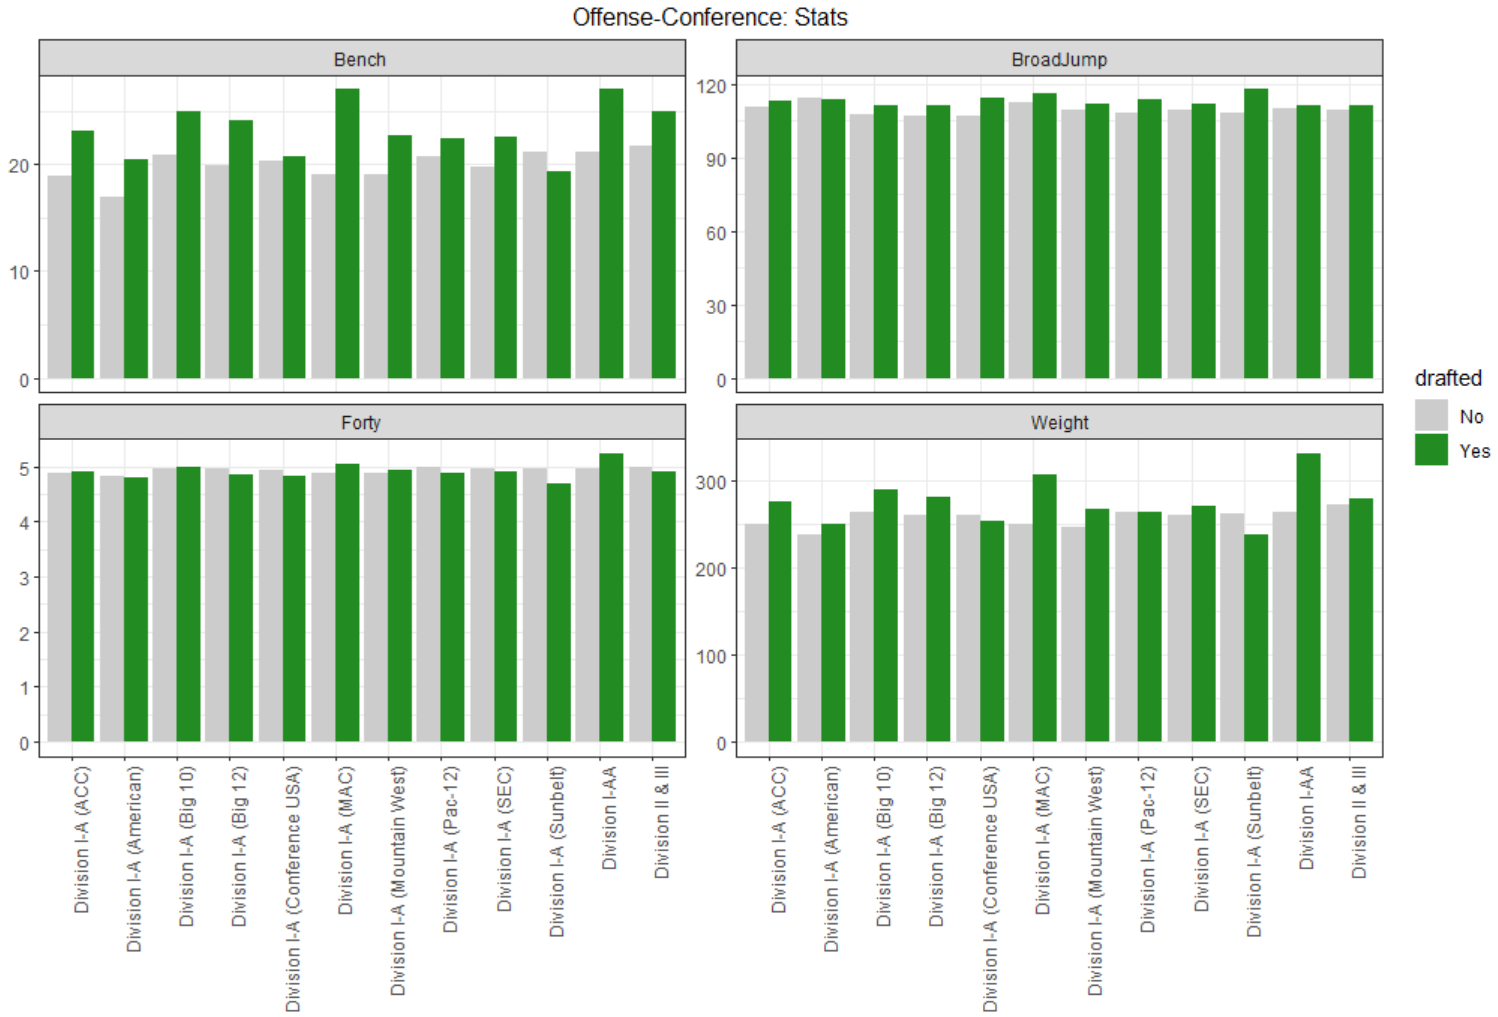 Offense-Conference: Stats
Bench
BroadJump
20
10
0
120
90
60
30
0
Forty
Weight
5
4
3
2
1
0
300
200
100
0
Division I-A (ACC)
Division I-A (American)
Division I-A (Big 10)
Division I-A (Big 12)
Division I-A (Conference USA)
Division I-A (MAC)
Division I-A (Mountain West)
Division I-A (Pac-12)
Division I-A (SEC)
Division I-A (Sunbelt)
Division I-AA
Division II & III
Division I-A (ACC)
Division I-A (American)
Division I-A (Big 10)
Division I-A (Big 12)
Division I-A (Conference USA)
Division I-A (MAC)
Division I-A (Mountain West)
Division I-A (Pac-12)
Division I-A (SEC)
Division I-A (Sunbelt)
Division I-AA
Division II & III
drafted
No
Yes